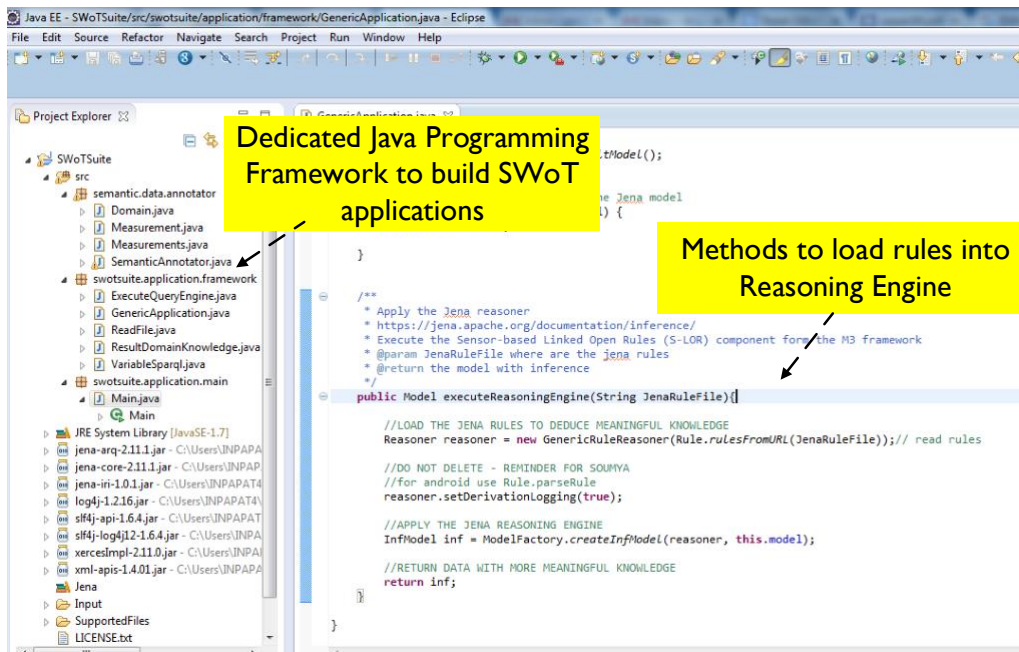 Java EE - SWoTSuite/src/swotsuite/application/framework/GenericApplication.java - Eclipse
File Edit Source Refactor Navigate Search Project Run Window Help
Project Explorer
GenericApplication.java
Dedicated Java Programming
Framework to build SWoT
applications
Methods to load rules into
Reasoning Engine
SWoTSuite
src
semantic.data.annotator
Domain.java
Measurement.java
Measurements.java
SemanticAnnotator.java
swotsuite.application.framework
ExecuteQueryEngine.java
GenericApplication.java
ReadFile.java
ResultDomainKnowledge.java
VariableSparql.java
swotsuite.application.main
Main.java
Main
JRE System Library [JavaSE-1.7]
jena-arq-2.11.1.jar - C:\Users\INPAPA
jena-core-2.11.1.jar - C:\Users\INPAP
jena-iri-1.0.1.jar - C:\Users\INPAPAT4
log4j-1.2.16.jar - C:\Users\INPAPAT4\
slf4j-api-1.6.4.jar - C:\Users\INPAPAT
slf4j-log4j12-1.6.4.jar - C:\Users\INPA
xercesImpl-2.11.0.jar - C:\Users\INPA
xml-apis-1.4.01.jar - C:\Users\INPAPA
Jena
Input
SupportedFiles
LICENSE.txt
tModel();
he Jena model
) {
}
/**
* Apply the Jena reasoner
* https://jena.apache.org/documentation/inference/
* Execute the Sensor-based Linked Open Rules (S-LOR) component form the M3 framework
* @param JenaRuleFile where are the jena rules
* @return the model with inference
*/
public Model executeReasoningEngine(String JenaRuleFile){
//LOAD THE JENA RULES TO DEDUCE MEANINGFUL KNOWLEDGE
Reasoner reasoner = new GenericRuleReasoner(Rule.rulesFromURL(JenaRuleFile));// read rules
//DO NOT DELETE - REMINDER FOR SOUMYA
//for android use Rule.parseRule
reasoner.setDerivationLogging(true);
//APPLY THE JENA REASONING ENGINE
InfModel inf = ModelFactory.createInfModel(reasoner, this.model);
//RETURN DATA WITH MORE MEANINGFUL KNOWLEDGE
return inf;
}
}